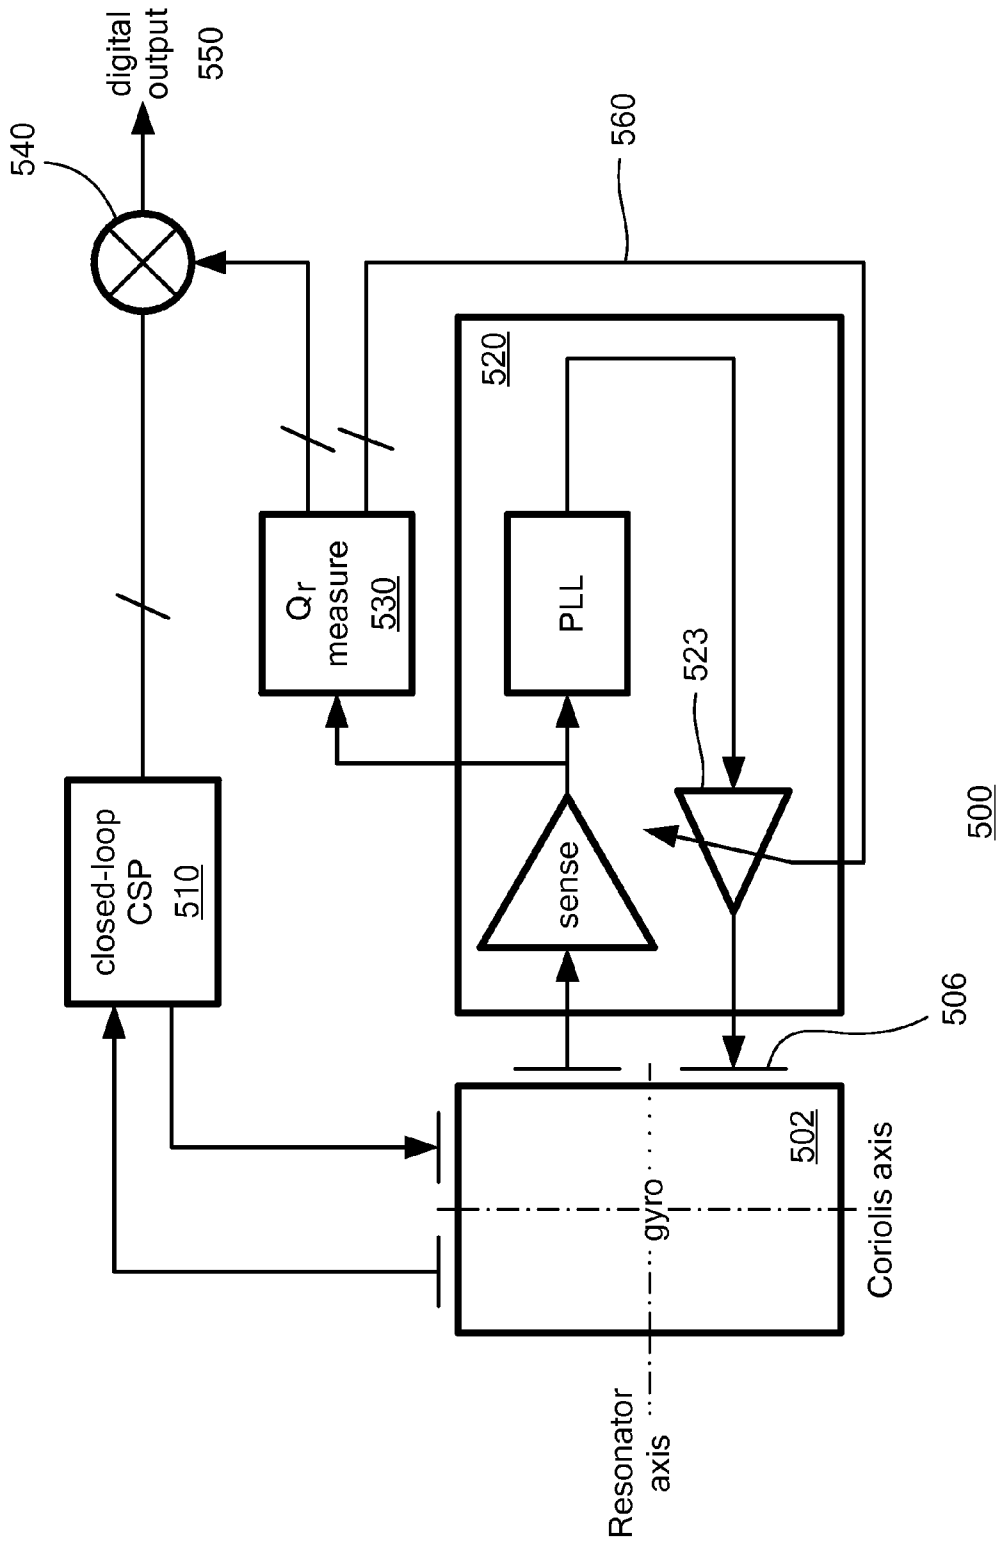 closed-loop
CSP
510
540
digital
output
550
Qr
measure
530
560
520
sense
PLL
523
506
gyro
502
Resonator
axis
Coriolis axis
500